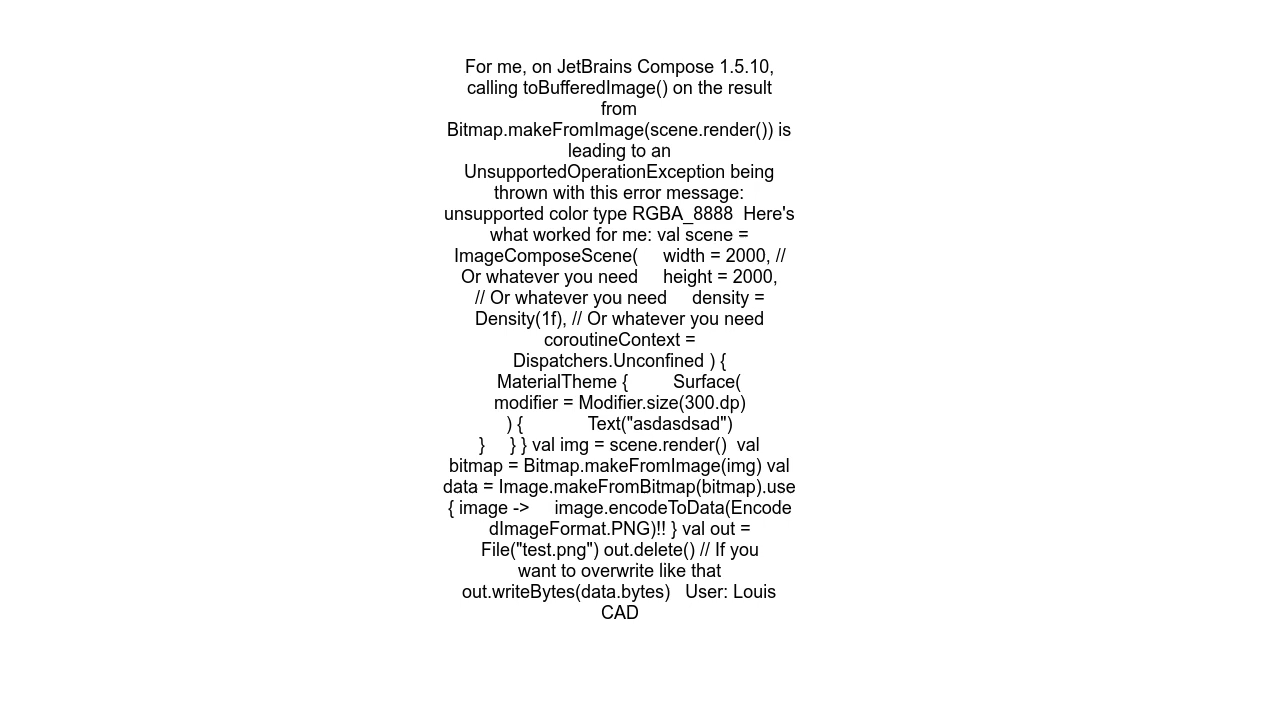 For me, on JetBrains Compose 1.5.10,
calling toBufferedImage() on the result
from
Bitmap.makeFromImage(scene.render()) is
leading to an
UnsupportedOperationException being
thrown with this error message:
unsupported color type RGBA_8888  Here's
what worked for me: val scene =
ImageComposeScene(     width = 2000, //
Or whatever you need     height = 2000,
// Or whatever you need     density =
Density(1f), // Or whatever you need
coroutineContext =
Dispatchers.Unconfined ) {
MaterialTheme {         Surface(
modifier = Modifier.size(300.dp)
) {             Text("asdasdsad")
}     } } val img = scene.render()  val
bitmap = Bitmap.makeFromImage(img) val
data = Image.makeFromBitmap(bitmap).use
{ image ->     image.encodeToData(Encode
dImageFormat.PNG)!! } val out =
File("test.png") out.delete() // If you
want to overwrite like that
out.writeBytes(data.bytes)   User: Louis
CAD